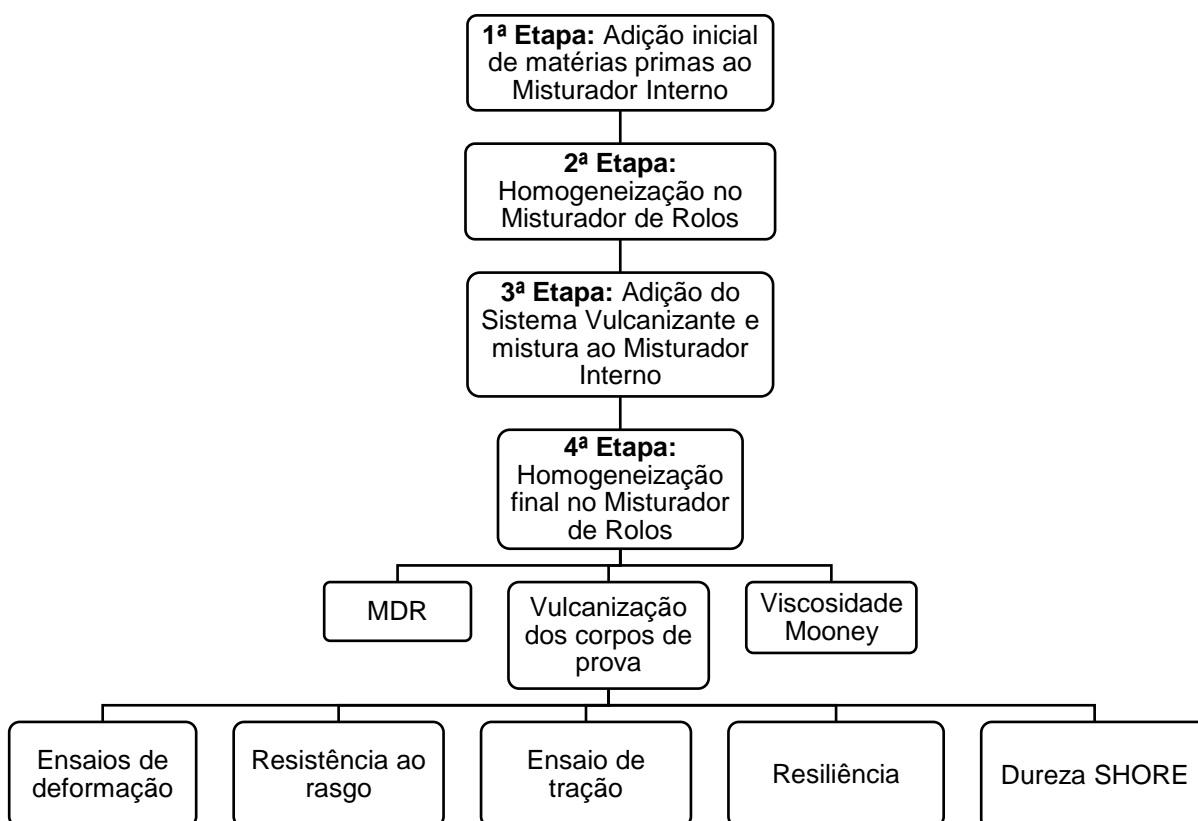 1ª Etapa: Adição inicial
de matérias primas ao
Misturador Interno
2ª Etapa:
Homogeneização no
Misturador de Rolos
3ª Etapa: Adição do
Sistema Vulcanizante e
mistura ao Misturador
Interno
4ª Etapa:
Homogeneização
final no Misturador
de Rolos
MDR
Vulcanização
dos corpos de
prova
Viscosidade
Mooney
Ensaios de
deformação
Resistência ao
rasgo
Ensaio de
tração
Resiliência
Dureza SHORE